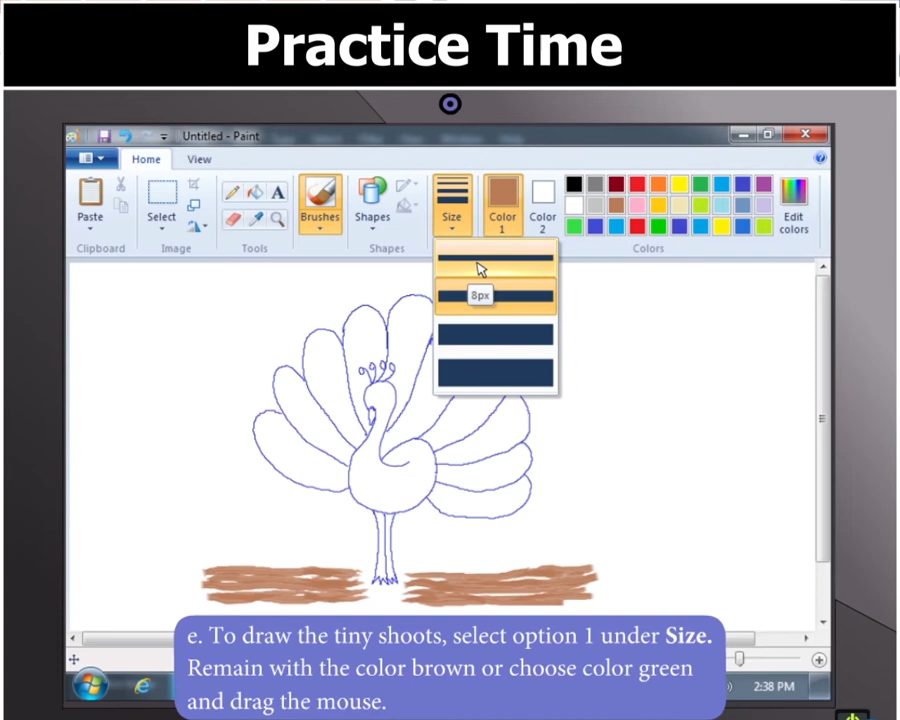 Practice Time
Untitled - Paint
Home View
Paste
Select
A
Brushes
Shapes
Size
Color 1
Color 2
Edit colors
Clipboard Image Tools Shapes Colors
8px
e. To draw the tiny shoots, select option 1 under Size.
Remain with the color brown or choose color green
and drag the mouse.
2:38 PM